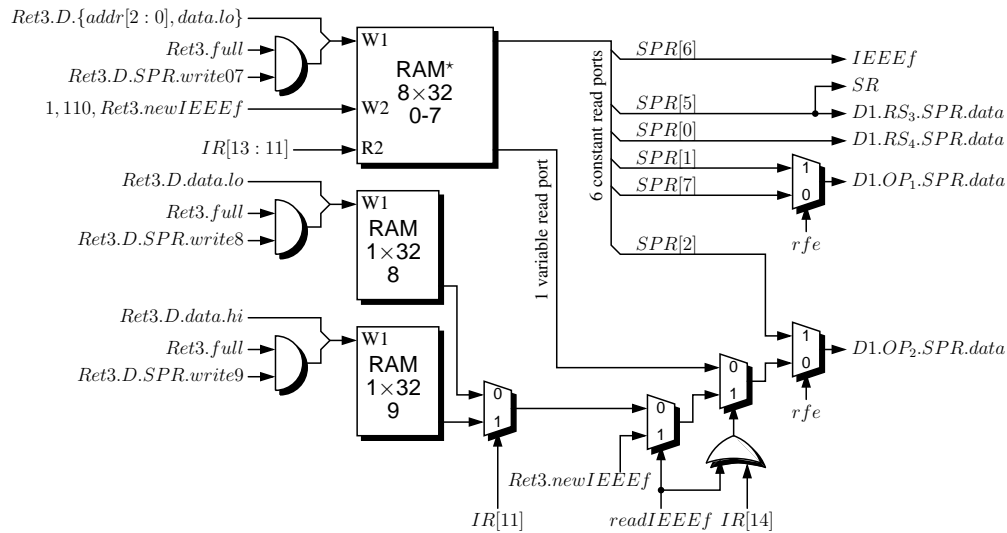 Ret3.D.{addr[2 : 0], data.lo}
Ret3.full
Ret3.D.SPR.write07
1, 110, Ret3.newIEEEf
IR[13 : 11]
W1
W2
R2
RAM*
8×32
0-7
Ret3.D.data.lo
Ret3.full
Ret3.D.SPR.write8
W1
RAM
1×32
8
Ret3.D.data.hi
Ret3.full
Ret3.D.SPR.write9
W1
RAM
1×32
9
1 variable read port
6 constant read ports
SPR[6]
IEEEf
SR
SPR[5]
D1.RS₃.SPR.data
SPR[0]
D1.RS₄.SPR.data
SPR[1]
SPR[7]
1
0
D1.OP₁.SPR.data
rfe
SPR[2]
1
0
D1.OP₂.SPR.data
rfe
0
1
0
1
0
1
Ret3.newIEEEf
IR[11]
readIEEEf
IR[14]